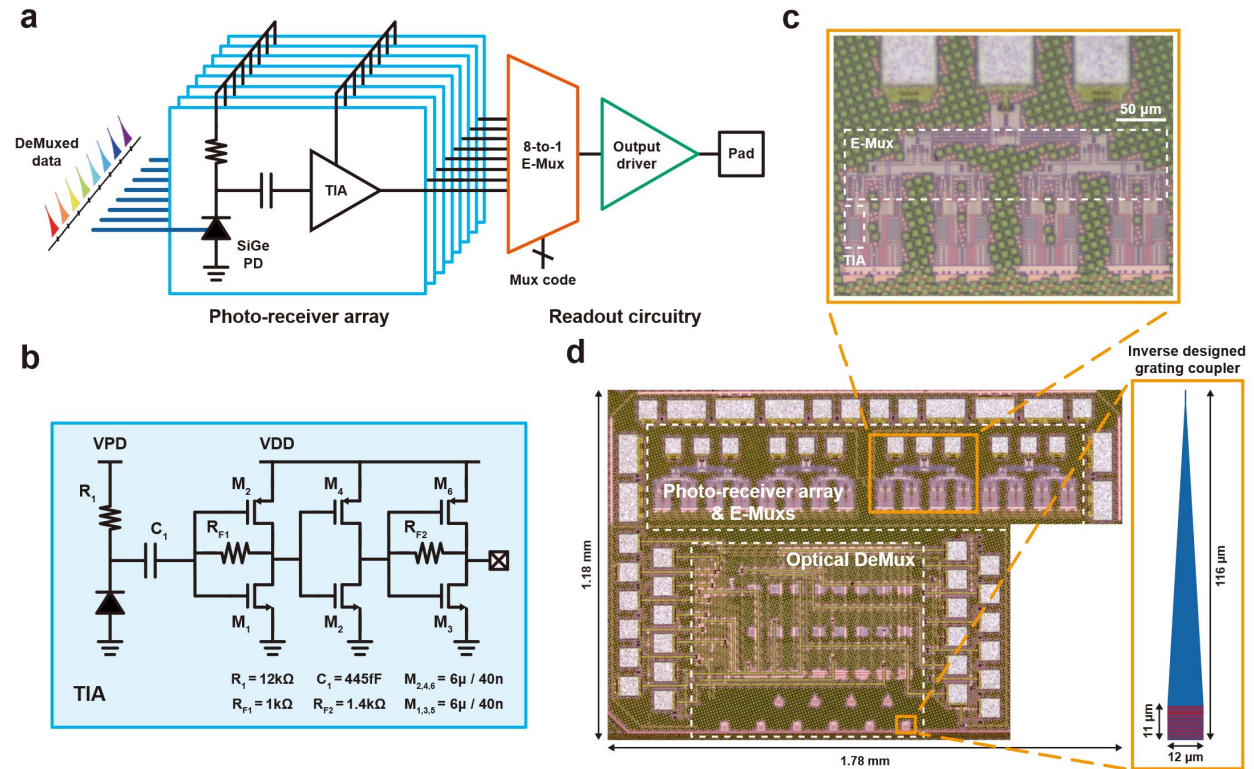 a
DeMuxed
data
SiGe
PD
TIA
8-to-1
E-Mux
Output
driver
Pad
Mux code
Photo-receiver array
Readout circuitry
b
VPD
VDD
R1
C1
M2
M4
M6
RF1
RF2
M1
M2
M3
R1 = 12kΩ C1 = 445fF M2,4,6 = 6µ / 40n
RF1 = 1kΩ RF2 = 1.4kΩ M1,3,5 = 6µ / 40n
TIA
c
50 µm
E-Mux
TIA
d
Photo-receiver array
& E-Muxs
Optical DeMux
1.18 mm
1.78 mm
Inverse designed
grating coupler
116 µm
11 µm
12 µm